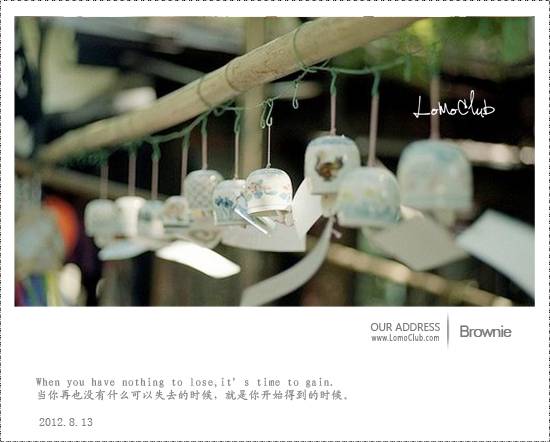 LoMoClub
OUR ADDRESS
www.LomoClub.com
Brownie
When you have nothing to lose,it's time to gain.
当你再也没有什么可以失去的时候，就是你开始得到的时候。
2012.8.13